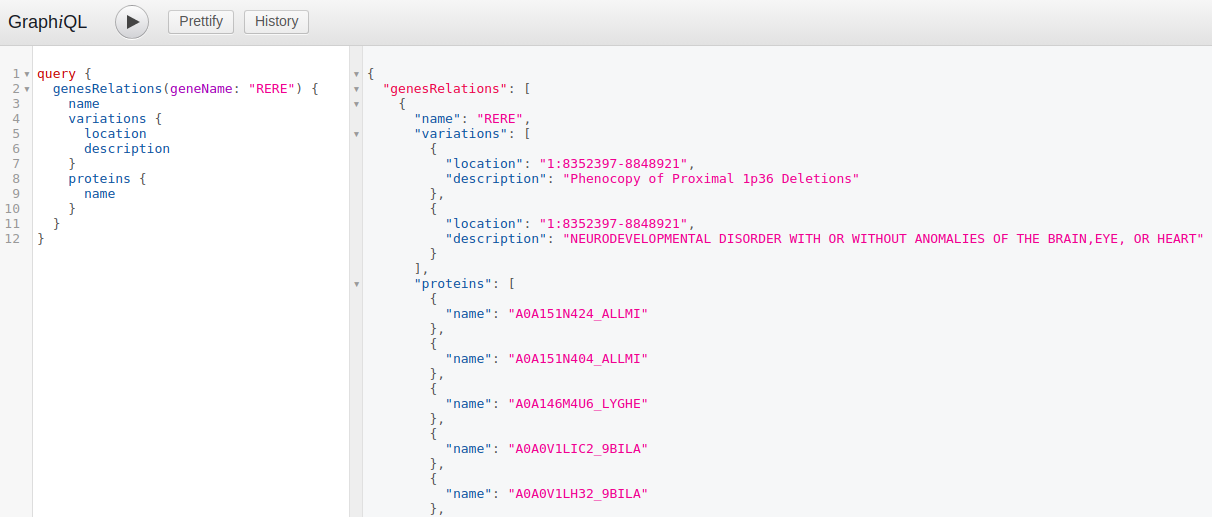 GraphiQL Prettify History
1 query {
2 genesRelations(geneName: "RERE") {
3 name
4 variations {
5 location
6 description
7 }
8 proteins {
9 name
10 }
11 }
12 }
{
"genesRelations": [
{
"name": "RERE",
"variations": [
{
"location": "1:8352397-8848921",
"description": "Phenocopy of Proximal 1p36 Deletions"
},
{
"location": "1:8352397-8848921",
"description": "NEURODEVELOPMENTAL DISORDER WITH OR WITHOUT ANOMALIES OF THE BRAIN,EYE, OR HEART"
}
],
"proteins": [
{
"name": "A0A151N424_ALLMI"
},
{
"name": "A0A151N404_ALLMI"
},
{
"name": "A0A146M4U6_LYGHE"
},
{
"name": "A0A0V1LIC2_9BILA"
},
{
"name": "A0A0V1LH32_9BILA"
},